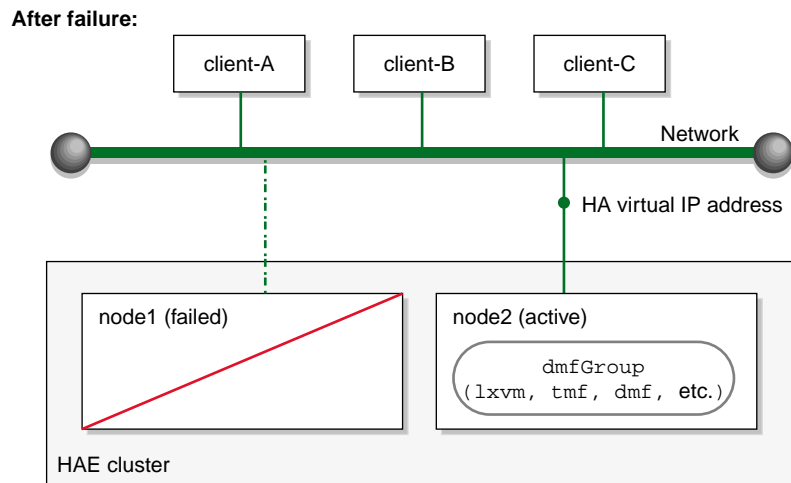 After failure:
client-A
client-B
client-C
Network
HA virtual IP address
node1 (failed)
node2 (active)
dmfGroup
(lxvm, tmf, dmf, etc.)
HAE cluster